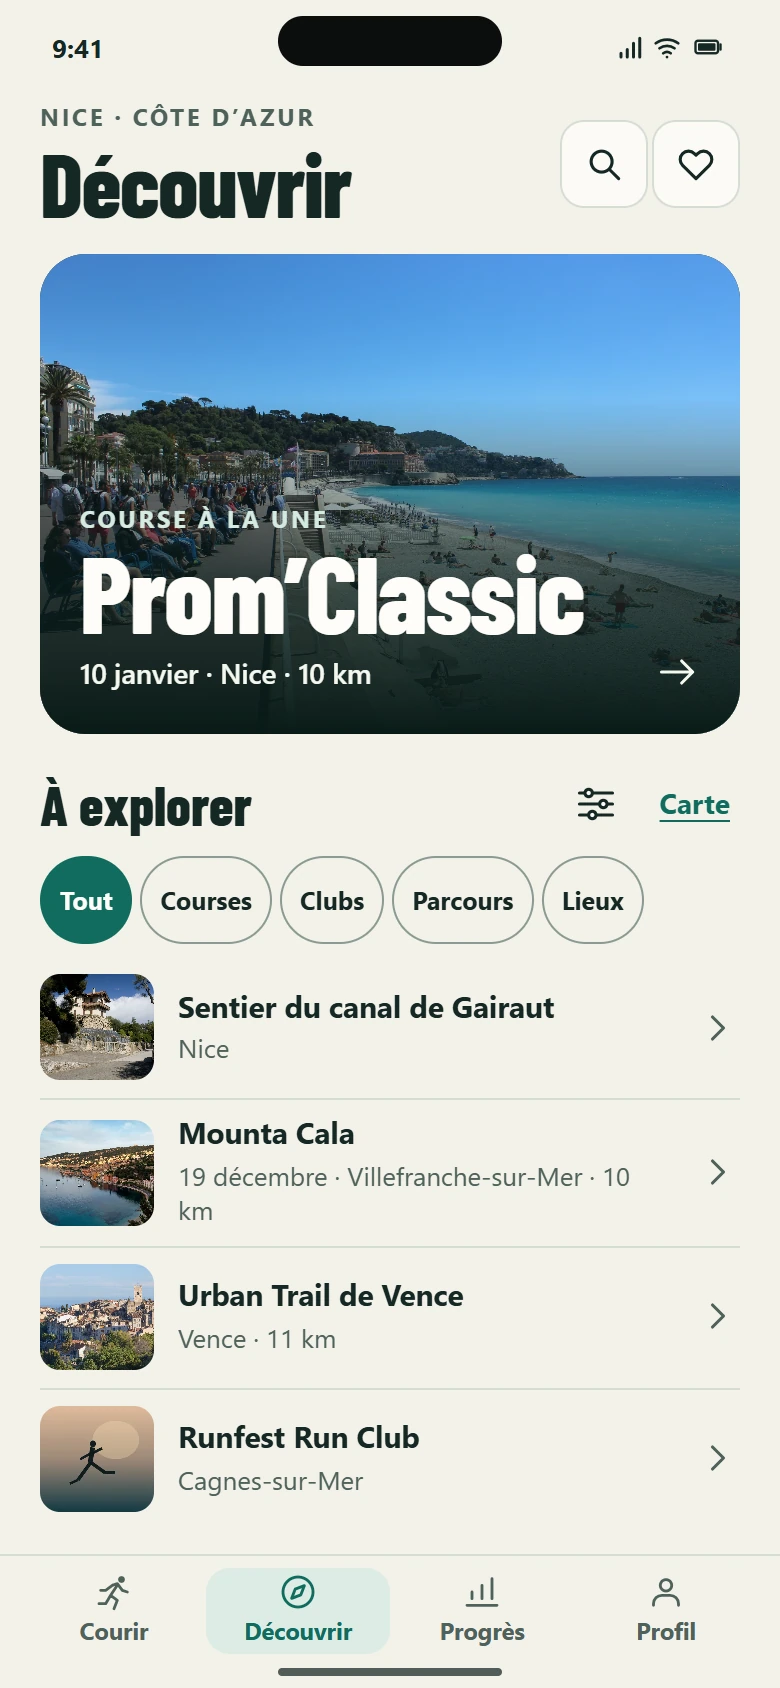 9:41
NICE · CÔTE D’AZUR
Découvrir
COURSE À LA UNE
Prom’Classic
10 janvier · Nice · 10 km
À explorer
Carte
Tout
Courses
Clubs
Parcours
Lieux
Sentier du canal de Gairaut
Nice
Mounta Cala
19 décembre · Villefranche-sur-Mer · 10
km
Urban Trail de Vence
Vence · 11 km
Runfest Run Club
Cagnes-sur-Mer
Courir
Découvrir
Progrès
Profil